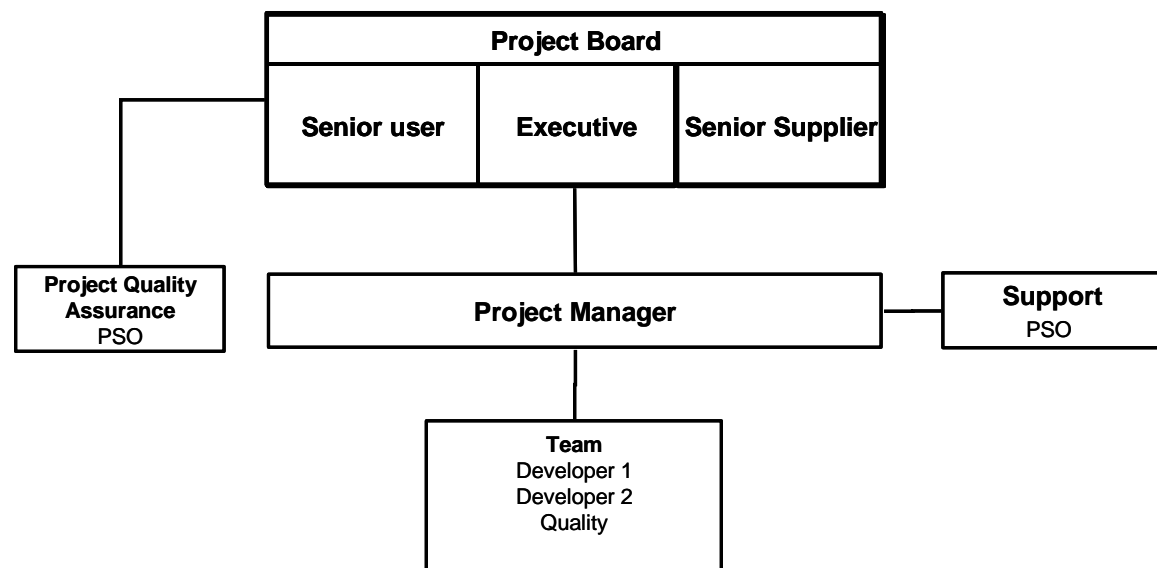 Project Board
Senior user
Executive
Senior Supplier
Project Quality
Assurance
PSO
Project Manager
Support
PSO
Team
Developer 1
Developer 2
Quality